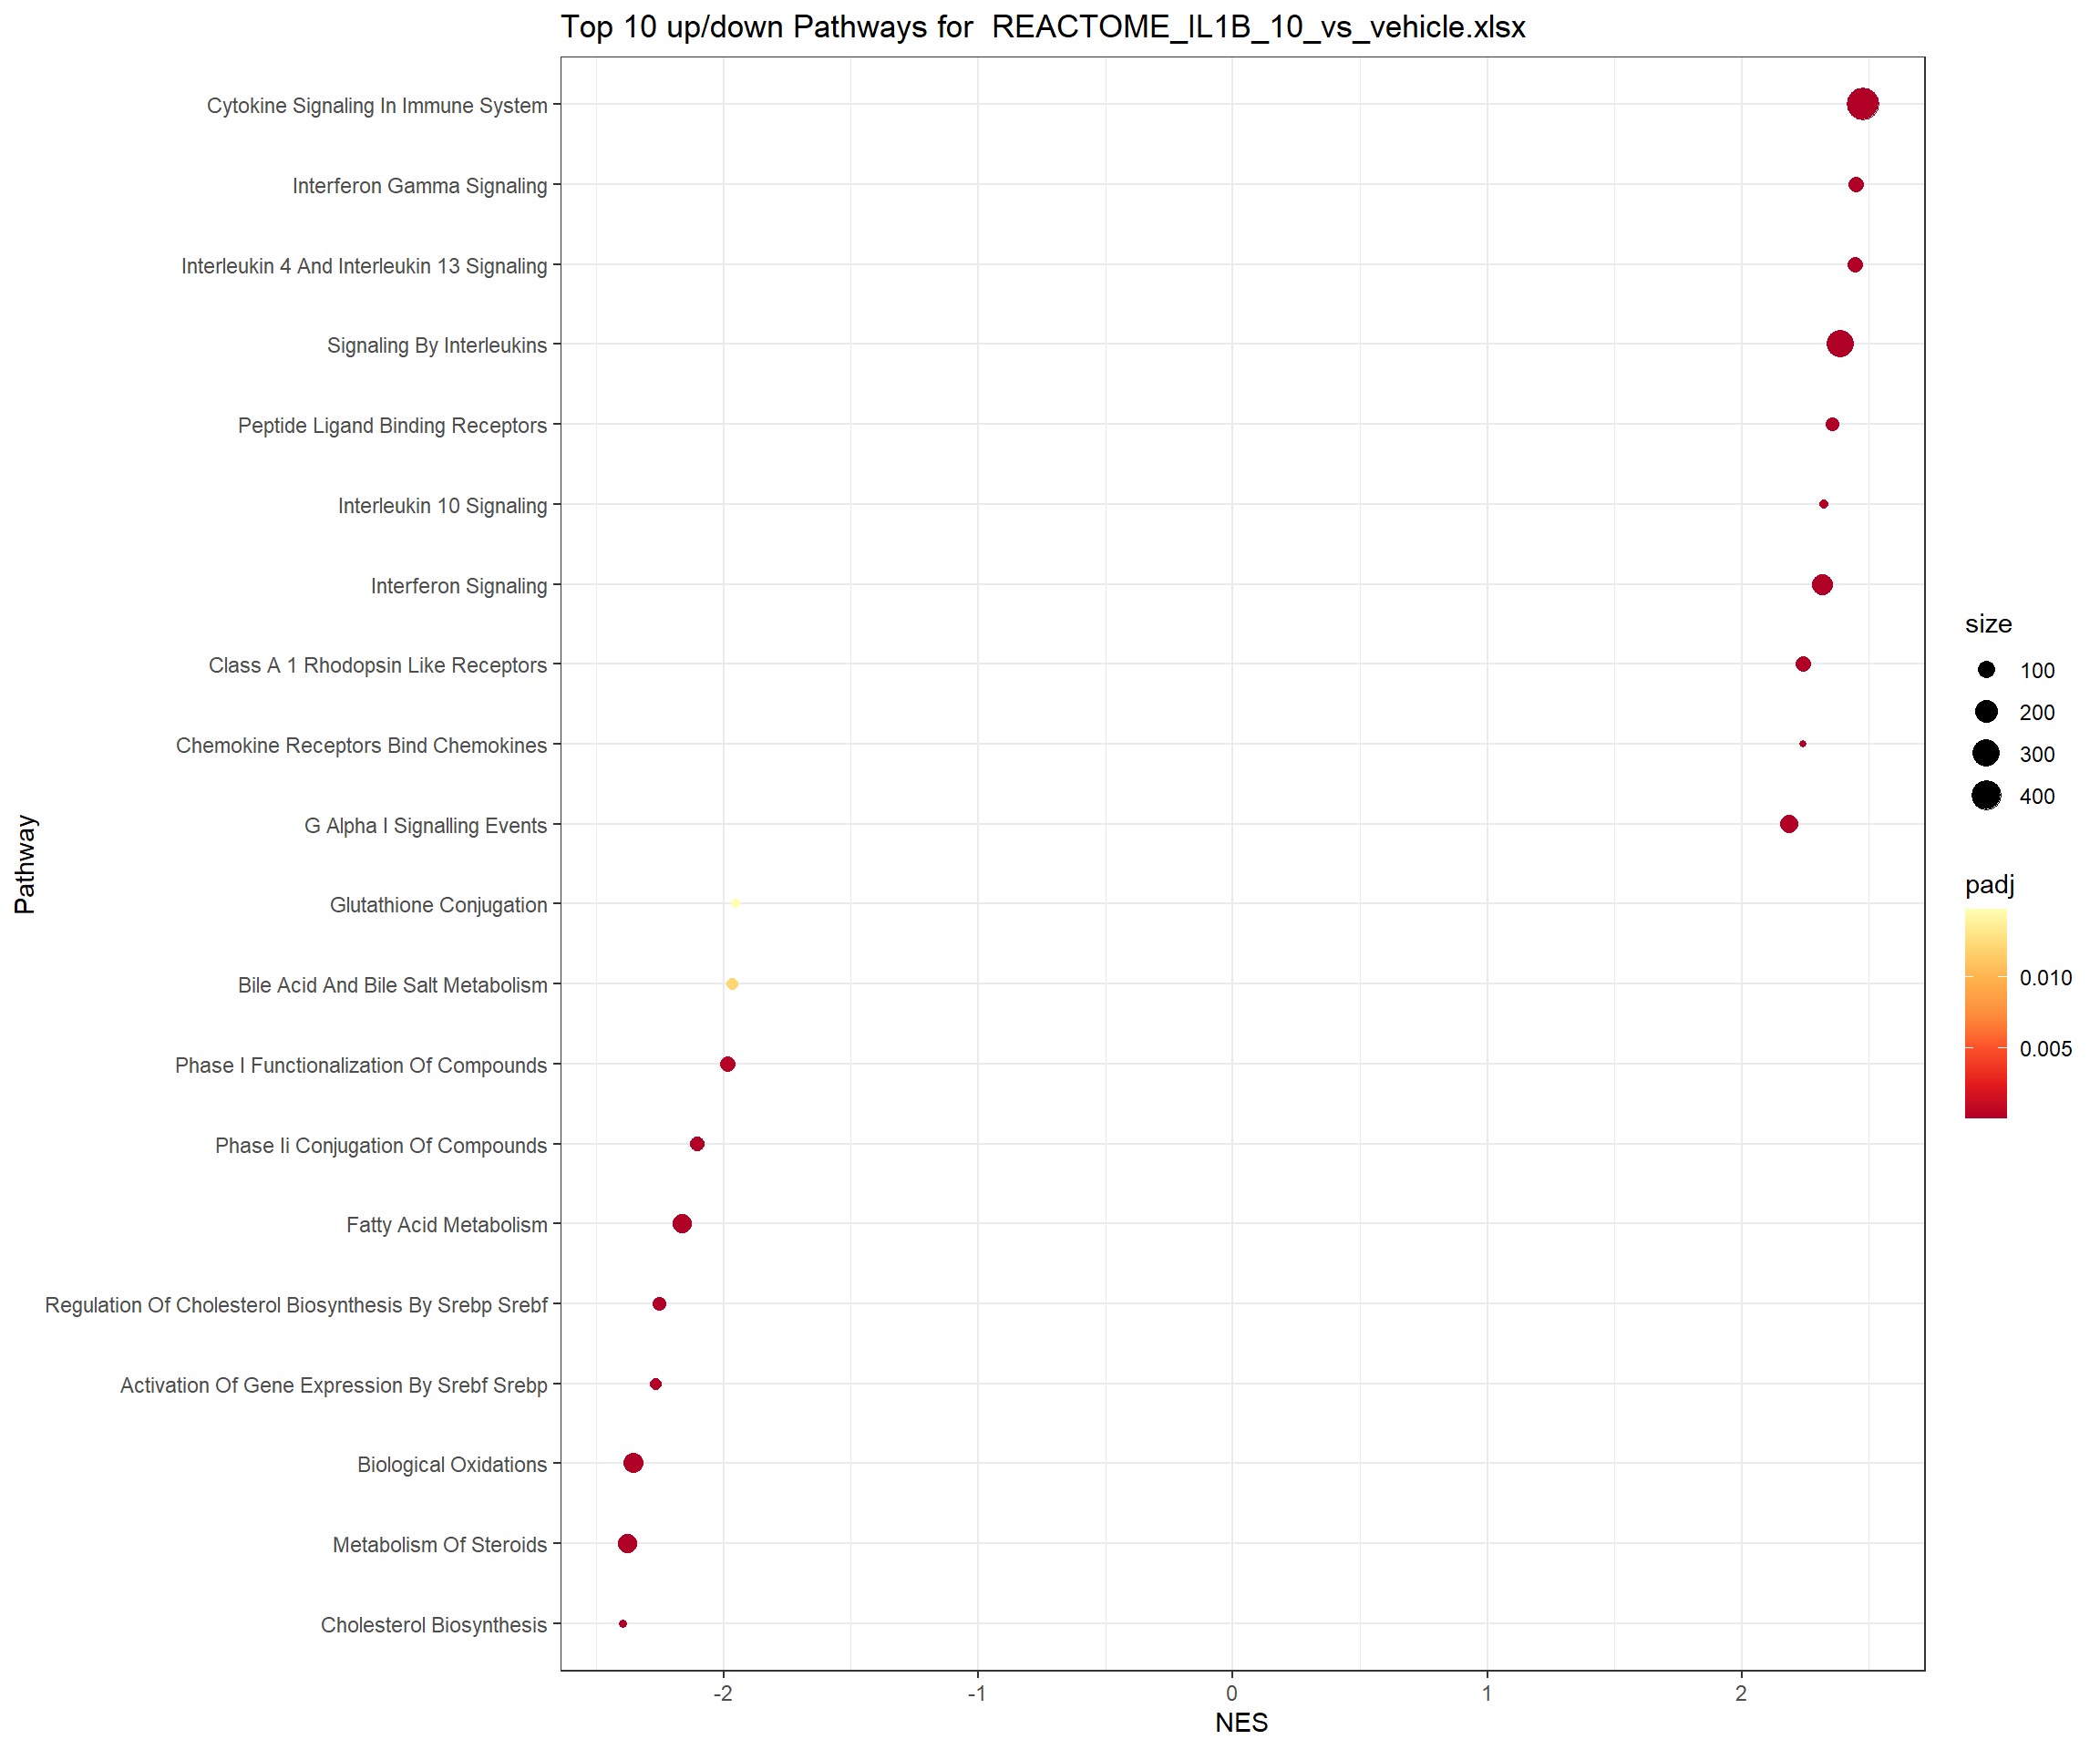 Top 10 up/down Pathways for  REACTOME_IL1B_10_vs_vehicle.xlsx
Pathway
Cytokine Signaling In Immune System
Interferon Gamma Signaling
Interleukin 4 And Interleukin 13 Signaling
Signaling By Interleukins
Peptide Ligand Binding Receptors
Interleukin 10 Signaling
Interferon Signaling
Class A 1 Rhodopsin Like Receptors
Chemokine Receptors Bind Chemokines
G Alpha I Signalling Events
Glutathione Conjugation
Bile Acid And Bile Salt Metabolism
Phase I Functionalization Of Compounds
Phase Ii Conjugation Of Compounds
Fatty Acid Metabolism
Regulation Of Cholesterol Biosynthesis By Srebp Srebf
Activation Of Gene Expression By Srebf Srebp
Biological Oxidations
Metabolism Of Steroids
Cholesterol Biosynthesis
-2 -1 0 1 2
NES
size
100
200
300
400
padj
0.010
0.005